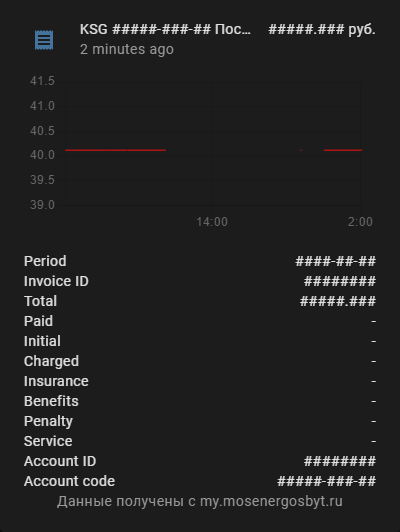 KSG #####-###-## Пос… #####.### руб.
2 minutes ago
41.5
41.0
40.5
40.0
39.5
39.0
14:00 2:00
Period ####-##-##
Invoice ID ########
Total #####.###
Paid -
Initial -
Charged -
Insurance -
Benefits -
Penalty -
Service -
Account ID ########
Account code #####-###-##
Данные получены с my.mosenergosbyt.ru